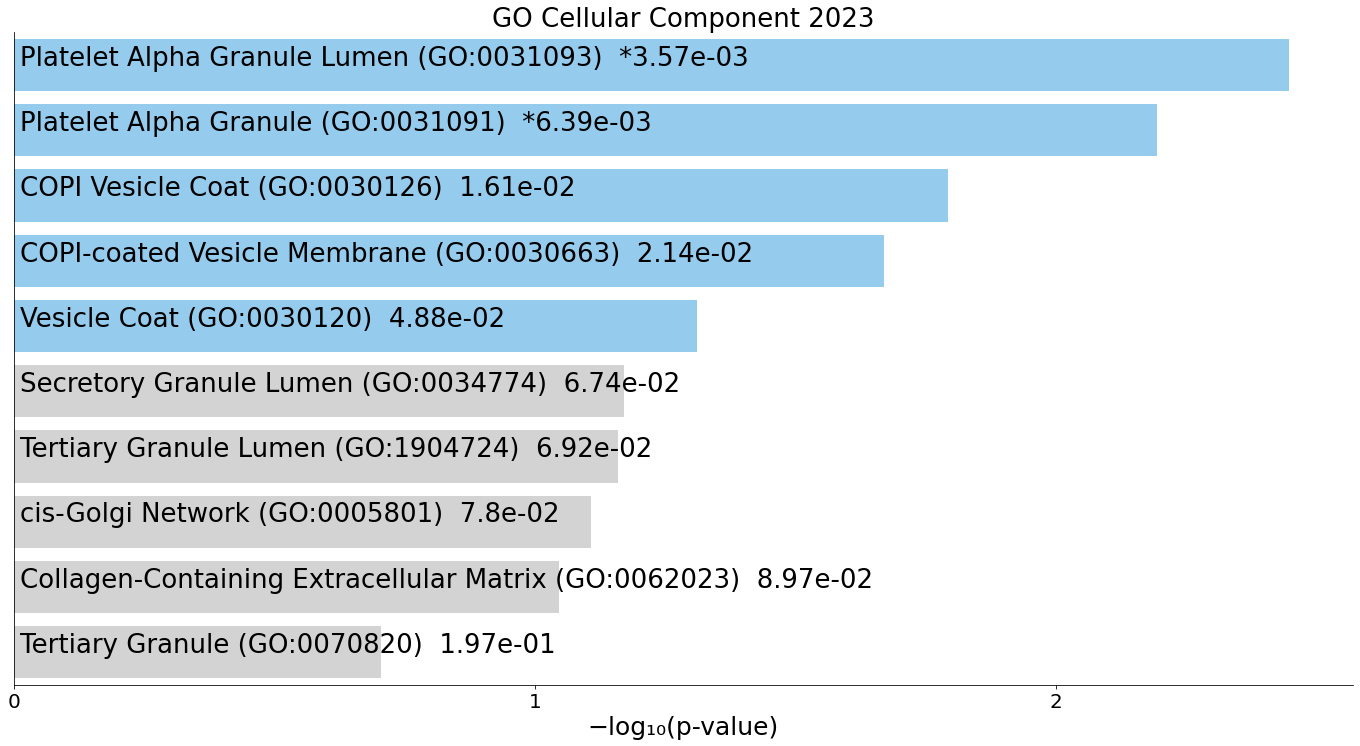 GO Cellular Component 2023
Platelet Alpha Granule Lumen (GO:0031093)  *3.57e-03
Platelet Alpha Granule (GO:0031091)  *6.39e-03
COPI Vesicle Coat (GO:0030126)  1.61e-02
COPI-coated Vesicle Membrane (GO:0030663)  2.14e-02
Vesicle Coat (GO:0030120)  4.88e-02
Secretory Granule Lumen (GO:0034774)  6.74e-02
Tertiary Granule Lumen (GO:1904724)  6.92e-02
cis-Golgi Network (GO:0005801)  7.8e-02
Collagen-Containing Extracellular Matrix (GO:0062023)  8.97e-02
Tertiary Granule (GO:0070820)  1.97e-01
0 1 2
−log₁₀(p-value)